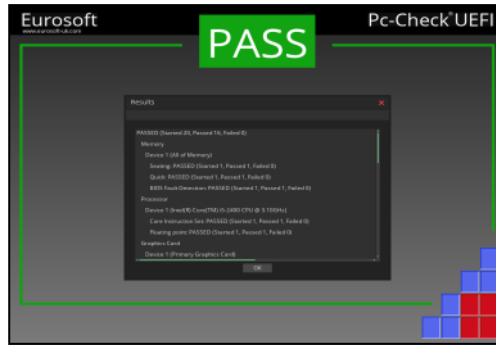 Eurosoft
www.eurosoft-uk.com
PASS
Pc-Check®UEFI
Results
PASSED (Started 20, Passed 16, Failed 0)
Memory
Device 1 (All of Memory)
Seating: PASSED (Started 1, Passed 1, Failed 0)
Quick: PASSED (Started 1, Passed 1, Failed 0)
BIOS Fault Detection: PASSED (Started 1, Passed 1, Failed 0)
Processor
Device 1 (Intel(R) Core(TM) i5-2400 CPU @ 3.10GHz)
Core Instruction Set: PASSED (Started 1, Passed 1, Failed 0)
Floating point: PASSED (Started 1, Passed 1, Failed 0)
Graphics Card
Device 1 (Primary Graphics Card)
OK